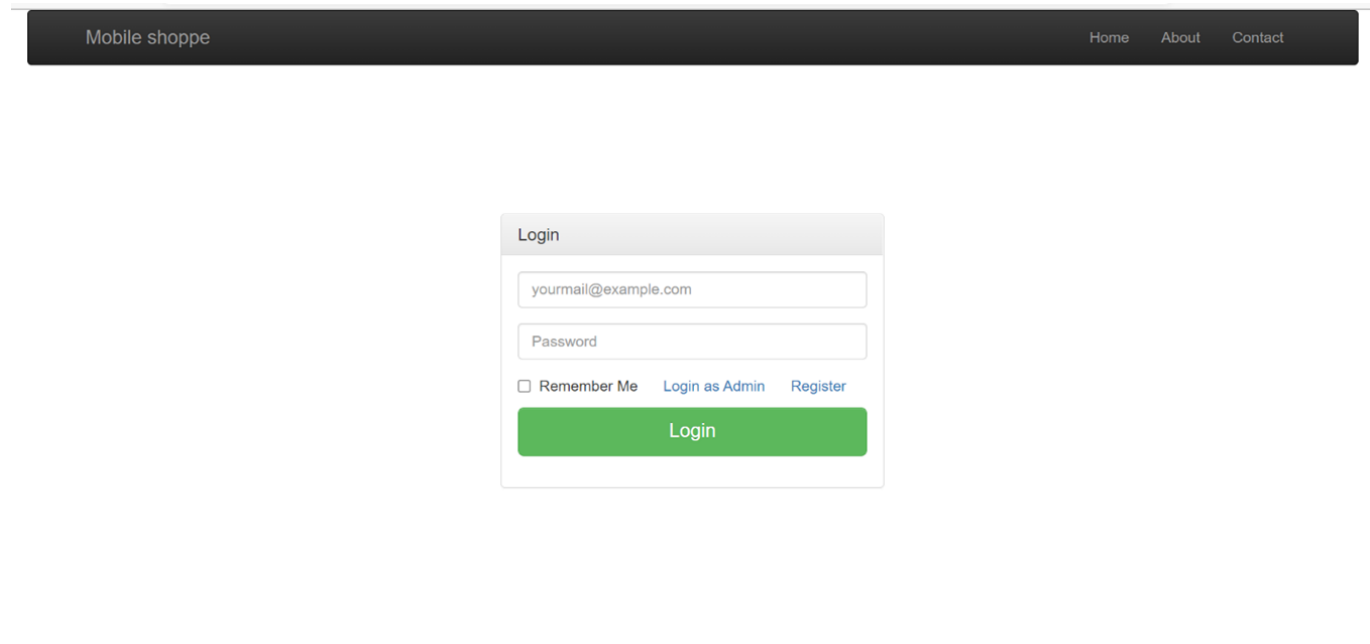 Mobile shoppe Home About Contact
Login
yourmail@example.com
Password
Remember Me Login as Admin Register
Login